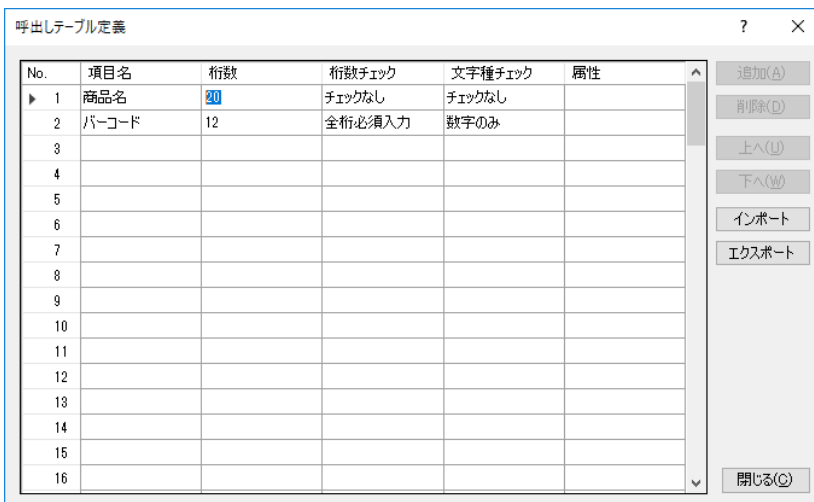 呼出しテーブル定義 ? ×
No. 項目名 桁数 桁数チェック 文字種チェック 属性 追加(A)
1 商品名 20 チェックなし チェックなし 削除(D)
2 バーコード 12 全桁必須入力 数字のみ
3 上へ(U)
4 下へ(W)
5
6 インポート
7 エクスポート
8
9
10
11
12
13
14
15
16 閉じる(C)